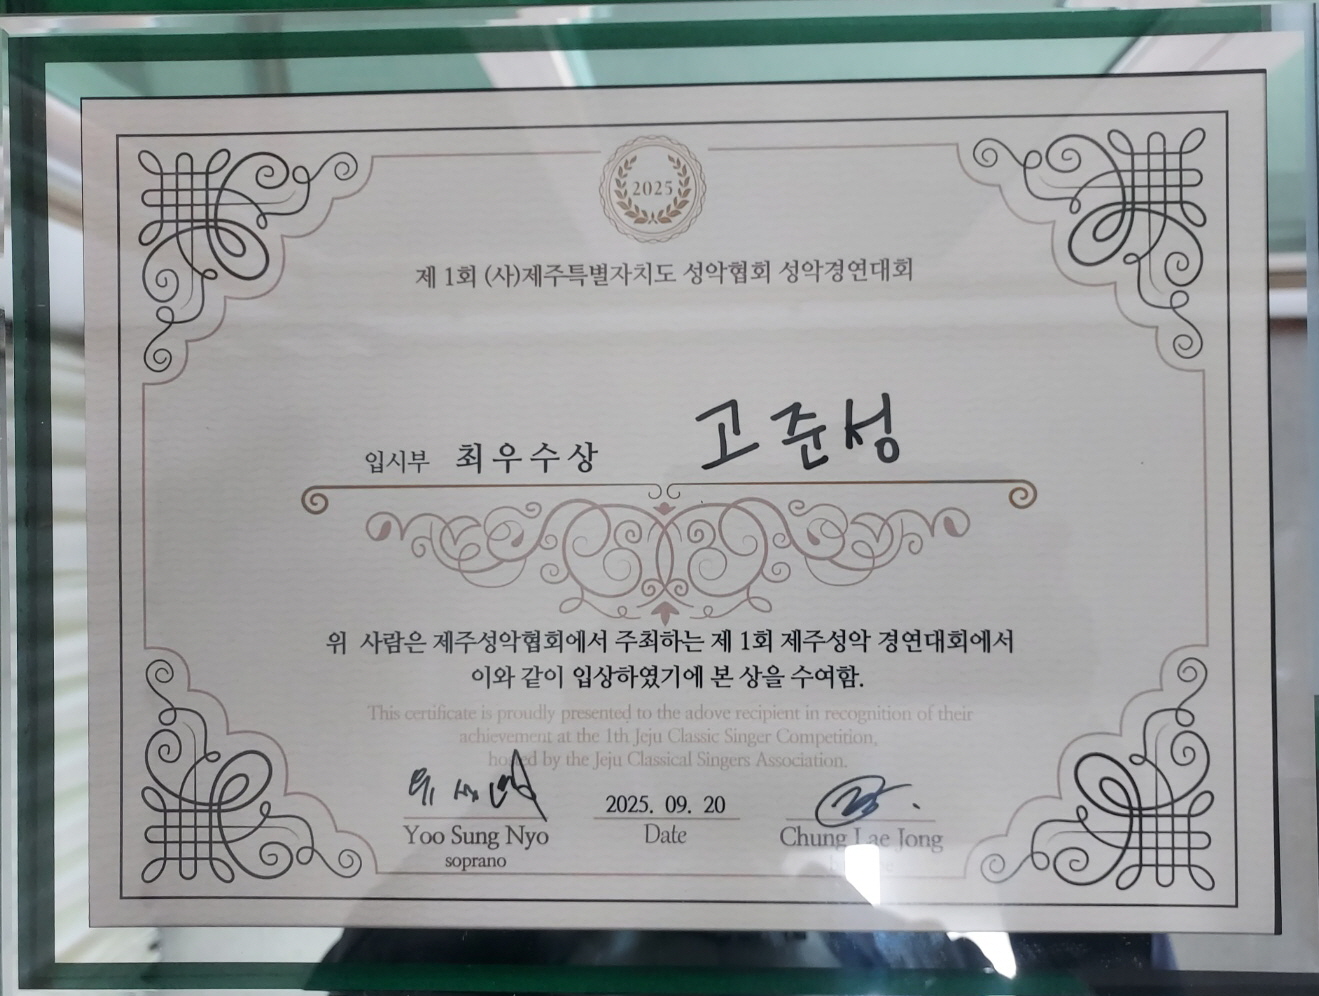 2025
제 1회 (사)제주특별자치도 성악협회 성악경연대회
입시부 최우수상 고준성
위 사람은 제주성악협회에서 주최하는 제 1회 제주성악 경연대회에서
이와 같이 입상하였기에 본 상을 수여함.
This certificate is proudly presented to the adove recipient in recognition of their
achievement at the 1th Jeju Classic Singer Competition,
hosted by the Jeju Classical Singers Association.
2025. 09. 20
Yoo Sung Nyo Date Chung Lae Jong
soprano